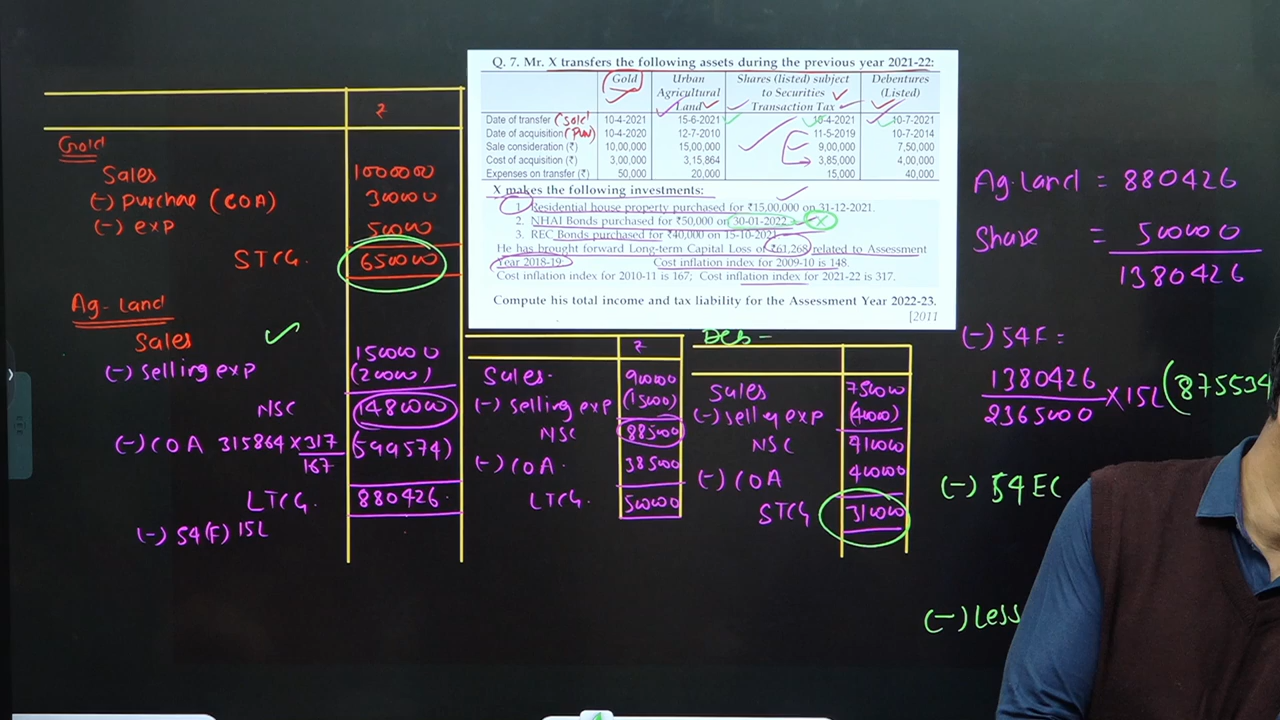 Q. 7. Mr. X transfers the following assets during the previous year 2021-22:
Gold Urban Agricultural Land Shares (listed) subject to Securities Transaction Tax Debentures (Listed)
Date of transfer (Sold) 10-4-2021 15-6-2021 10-4-2021 10-7-2021
Date of acquisition (PUR) 10-4-2020 12-7-2010 11-5-2019 10-7-2014
Sale consideration (₹) 10,00,000 15,00,000 9,00,000 7,50,000
Cost of acquisition (₹) 3,00,000 3,15,864 3,85,000 4,00,000
Expenses on transfer (₹) 50,000 20,000 15,000 40,000
X makes the following investments:
1. Residential house property purchased for ₹15,00,000 on 31-12-2021.
2. NHAI Bonds purchased for ₹50,000 on 30-01-2022
3. REC Bonds purchased for ₹40,000 on 15-10-2021
He has brought forward Long-term Capital Loss of ₹61,268 related to Assessment
Year 2018-19. Cost inflation index for 2009-10 is 148.
Cost inflation index for 2010-11 is 167; Cost inflation index for 2021-22 is 317.
Compute his total income and tax liability for the Assessment Year 2022-23.
[2011
₹
Gold
Sales 1000000
(-) purchase (COA) 300000
(-) exp 50000
STCG. 650000
Ag-land
Sales 1500000
(-) selling exp (20000)
NSC 1480000
(-) COA 315864 × 317/167 (599574)
LTCG. 880426
(-) 54(F) 15L
₹
Sales 900000
(-) selling exp (15000)
NSC 885000
(-) COA. 385000
LTCG. 500000
Deb -
Sales 750000
(-) selling exp (40000)
NSC 710000
(-) COA 400000
STCG 310000
Ag. Land = 880426
Share = 500000
1380426
(-) 54F =
1380426/2365000 × 15L (875534
(-) 54EC
(-) Less